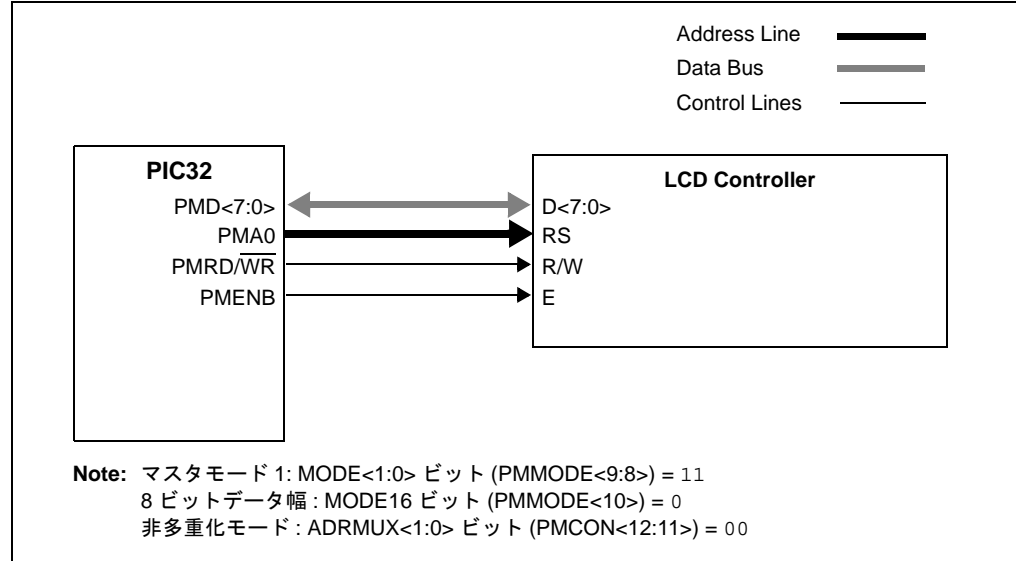 Address Line
Data Bus
Control Lines
PIC32
LCD Controller
PMD<7:0>
D<7:0>
PMA0
RS
PMRD/WR
R/W
PMENB
E
Note: マスタモード 1: MODE<1:0> ビット (PMMODE<9:8>) = 11
8 ビットデータ幅 : MODE16 ビット (PMMODE<10>) = 0
非多重化モード : ADRMUX<1:0> ビット (PMCON<12:11>) = 00